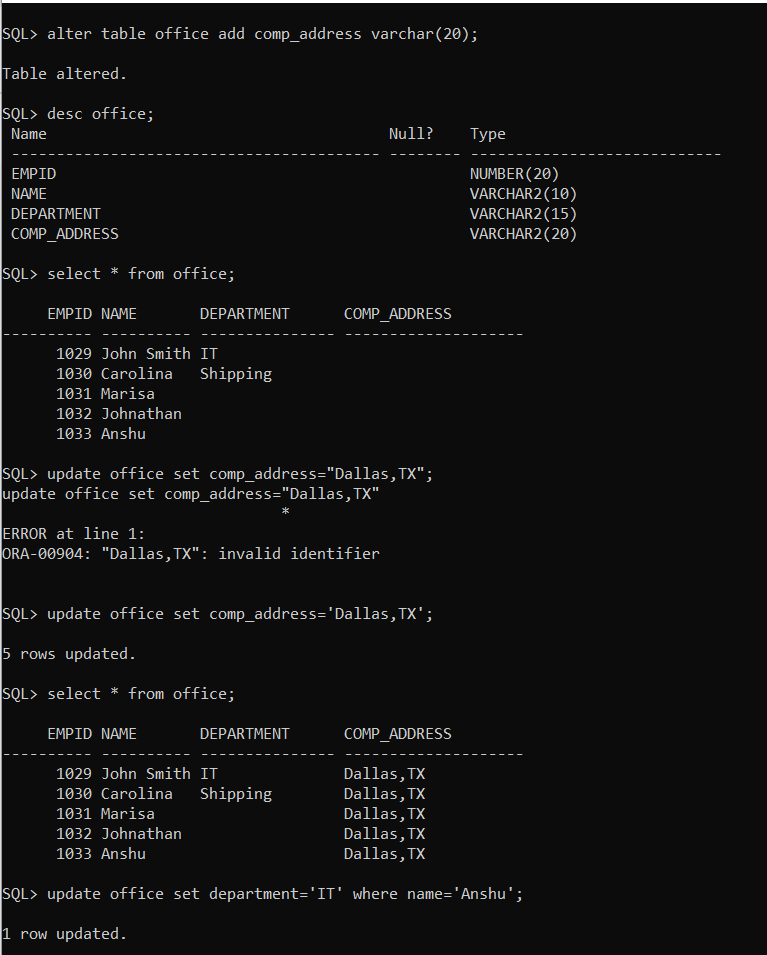 SQL> alter table office add comp_address varchar(20);
Table altered.
SQL> desc office;
 Name                                      Null?    Type
 ----------------------------------------- -------- ----------------------------
 EMPID                                              NUMBER(20)
 NAME                                               VARCHAR2(10)
 DEPARTMENT                                         VARCHAR2(15)
 COMP_ADDRESS                                       VARCHAR2(20)
SQL> select * from office;
     EMPID NAME       DEPARTMENT      COMP_ADDRESS
---------- ---------- --------------- --------------------
      1029 John Smith IT
      1030 Carolina   Shipping
      1031 Marisa
      1032 Johnathan
      1033 Anshu
SQL> update office set comp_address="Dallas,TX";
update office set comp_address="Dallas,TX"
                               *
ERROR at line 1:
ORA-00904: "Dallas,TX": invalid identifier
SQL> update office set comp_address='Dallas,TX';
5 rows updated.
SQL> select * from office;
     EMPID NAME       DEPARTMENT      COMP_ADDRESS
---------- ---------- --------------- --------------------
      1029 John Smith IT              Dallas,TX
      1030 Carolina   Shipping        Dallas,TX
      1031 Marisa                     Dallas,TX
      1032 Johnathan                  Dallas,TX
      1033 Anshu                      Dallas,TX
SQL> update office set department='IT' where name='Anshu';
1 row updated.